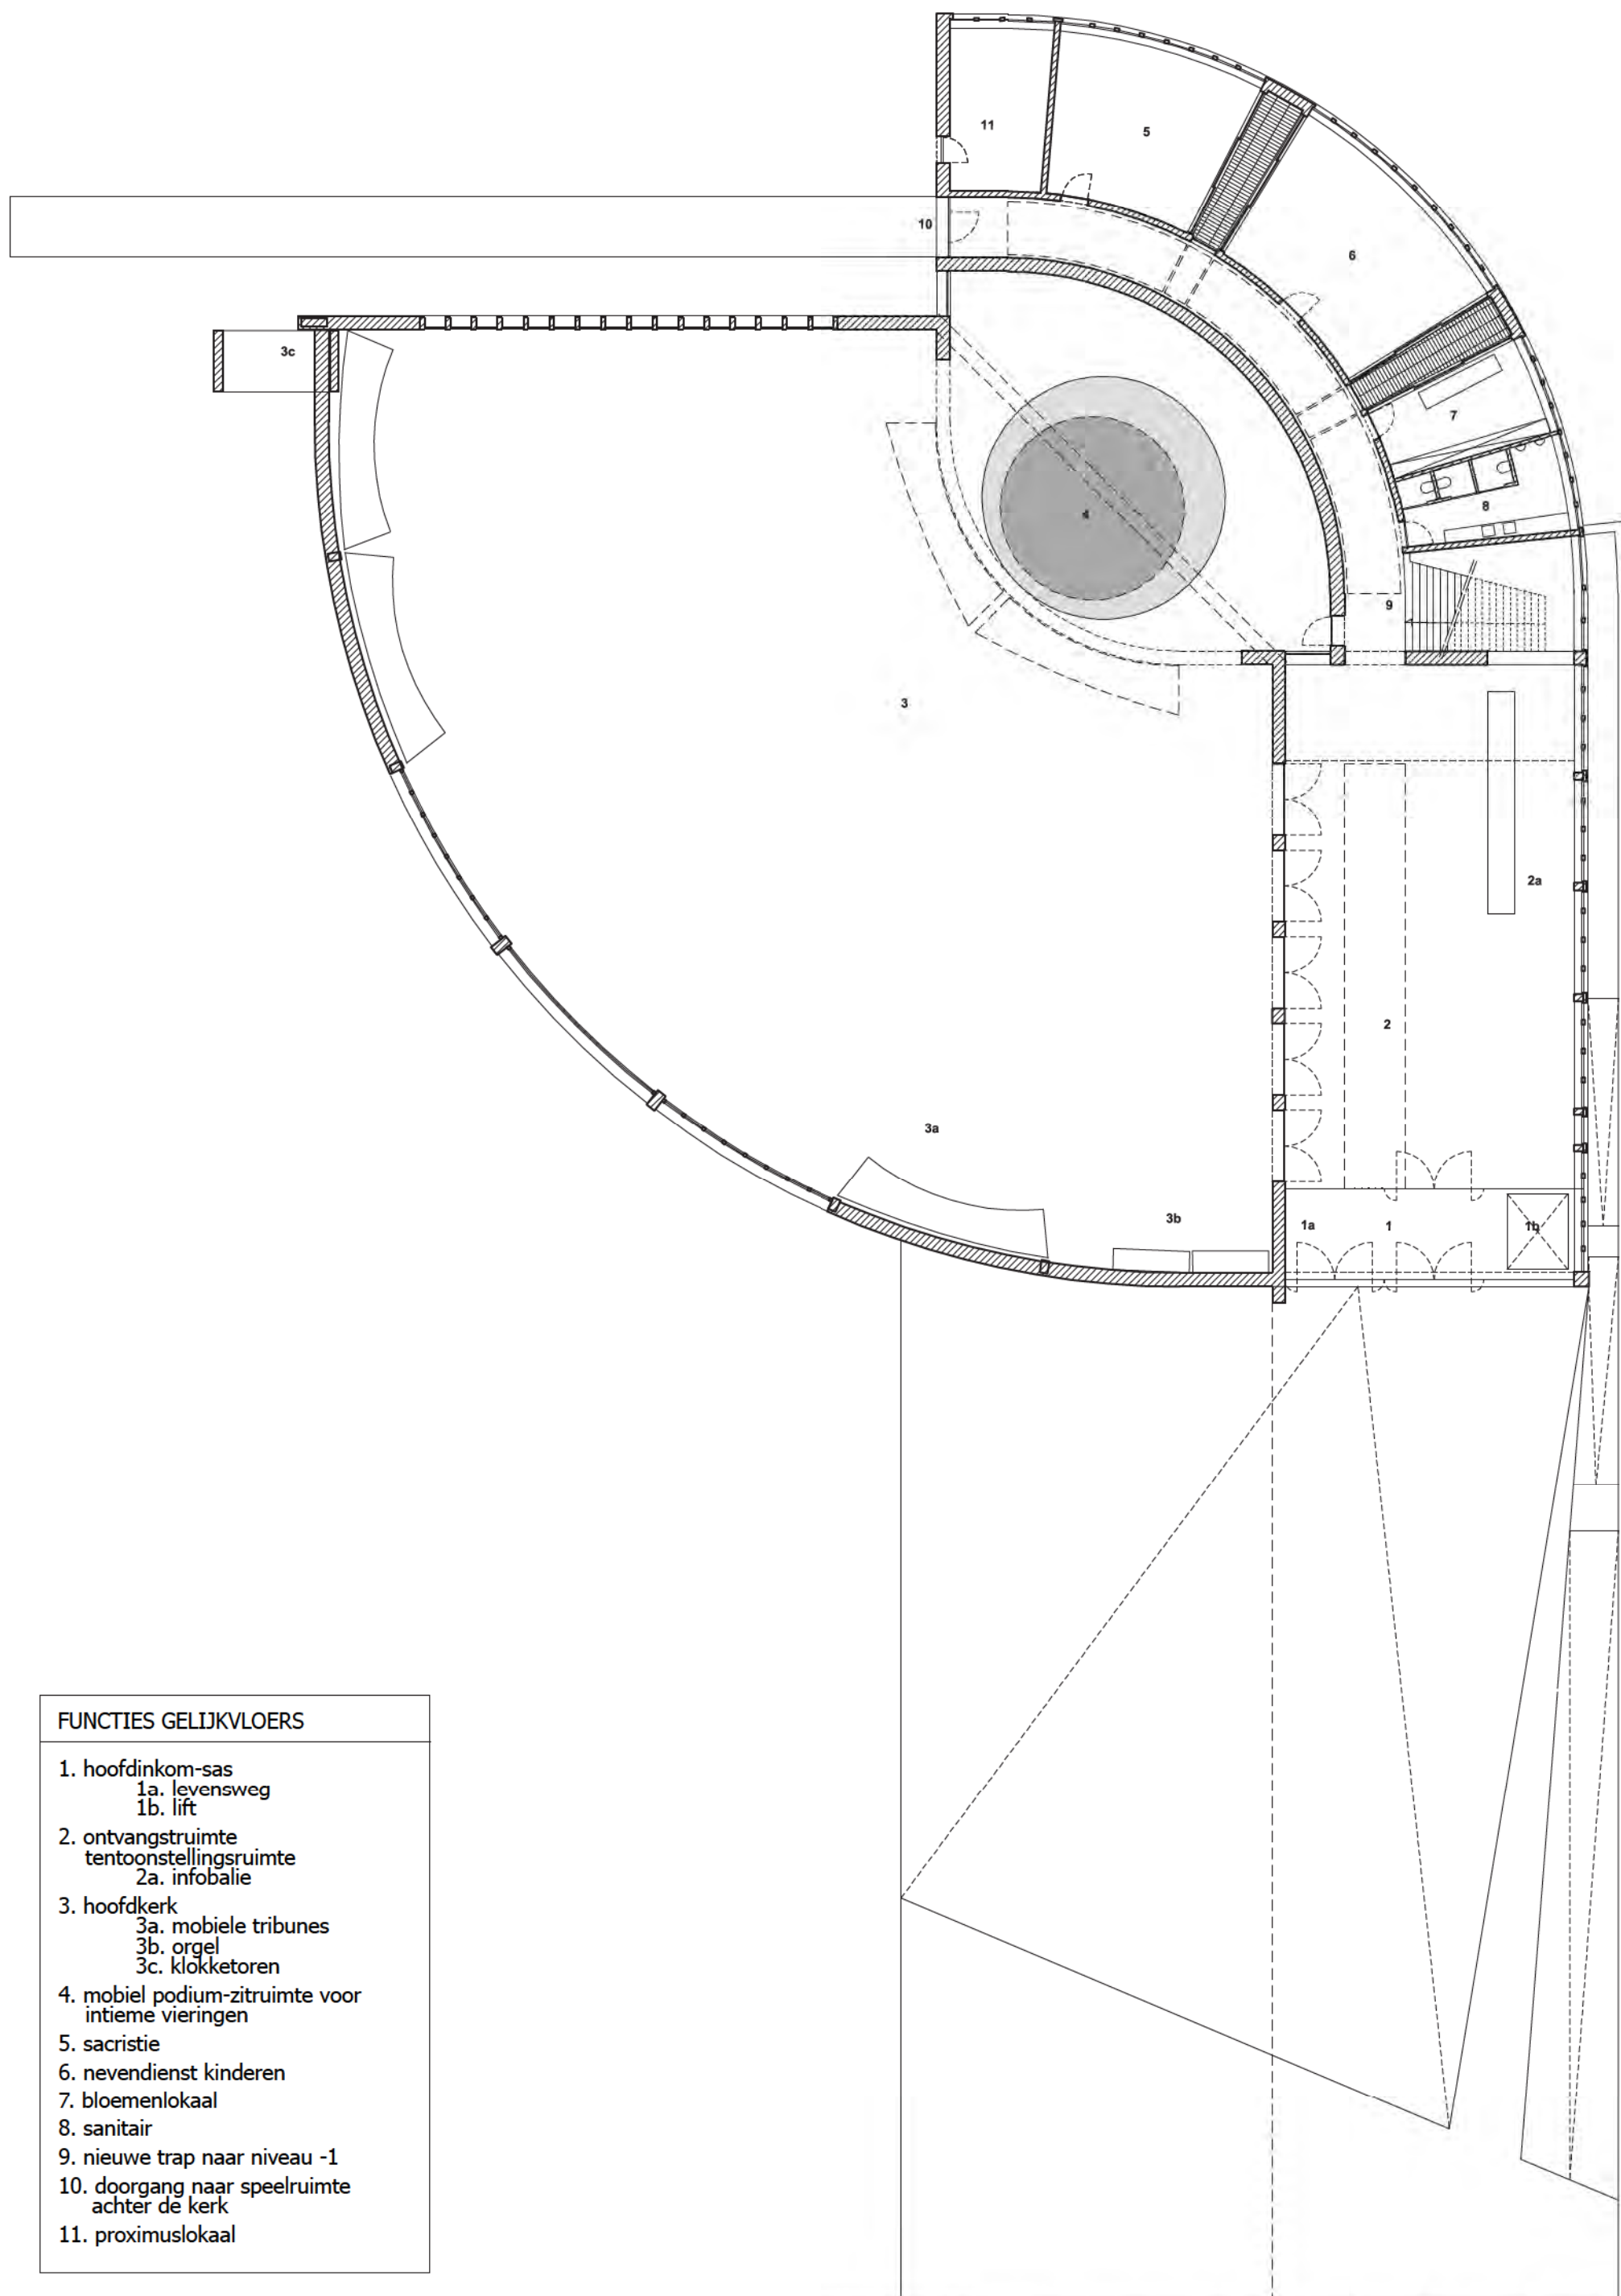 11
5
10
6
3c
7
4
8
9
3
2a
2
3a
3b
1a
1
1b
FUNCTIES GELIJKVLOERS
1. hoofdinkom-sas
1a. levensweg
1b. lift
2. ontvangstruimte
tentoonstellingsruimte
2a. infobalie
3. hoofdkerk
3a. mobiele tribunes
3b. orgel
3c. klokketoren
4. mobiel podium-zitruimte voor
intieme vieringen
5. sacristie
6. nevendienst kinderen
7. bloemenlokaal
8. sanitair
9. nieuwe trap naar niveau -1
10. doorgang naar speelruimte
achter de kerk
11. proximuslokaal